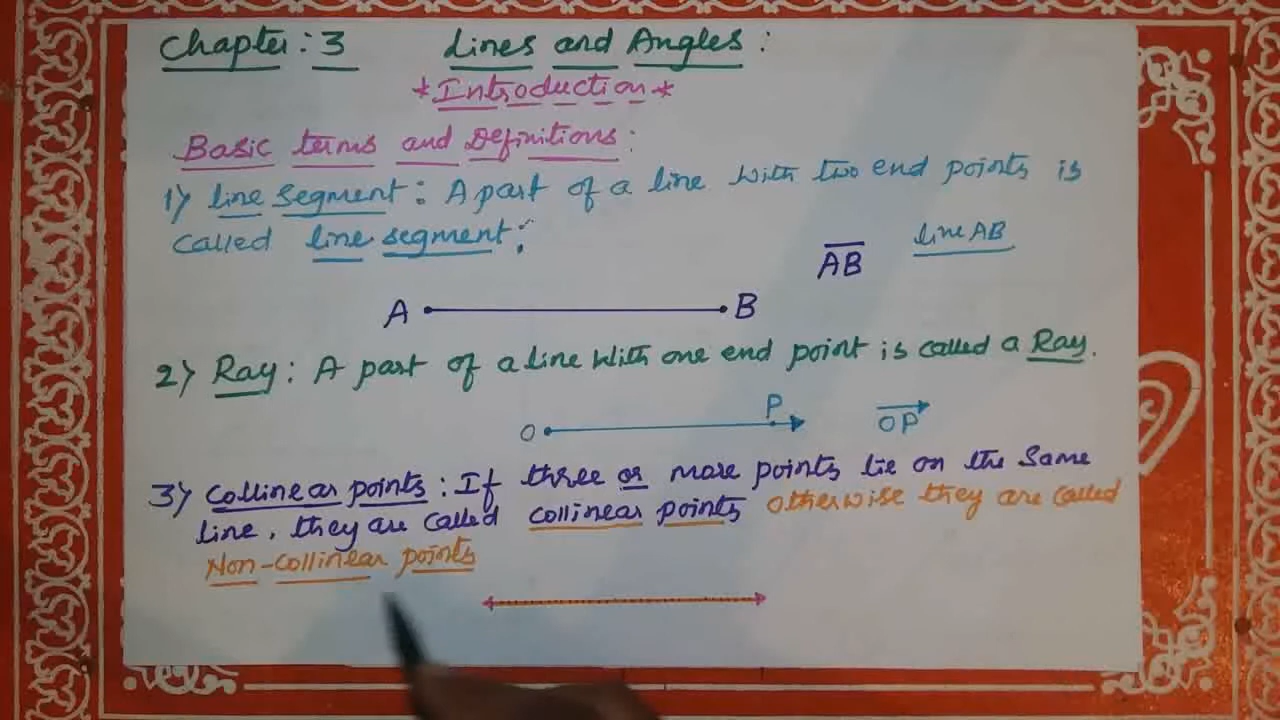 Chapter: 3 Lines and Angles:
*Introduction*
Basic terms and Definitions:
1) line segment: A part of a line with two end points is
called line segment:
AB line AB
A B
2) Ray: A part of a line with one end point is called a Ray.
O P OP
3) Collinear points: If three or more points lie on the same
line, they are called collinear points otherwise they are called
Non-collinear points